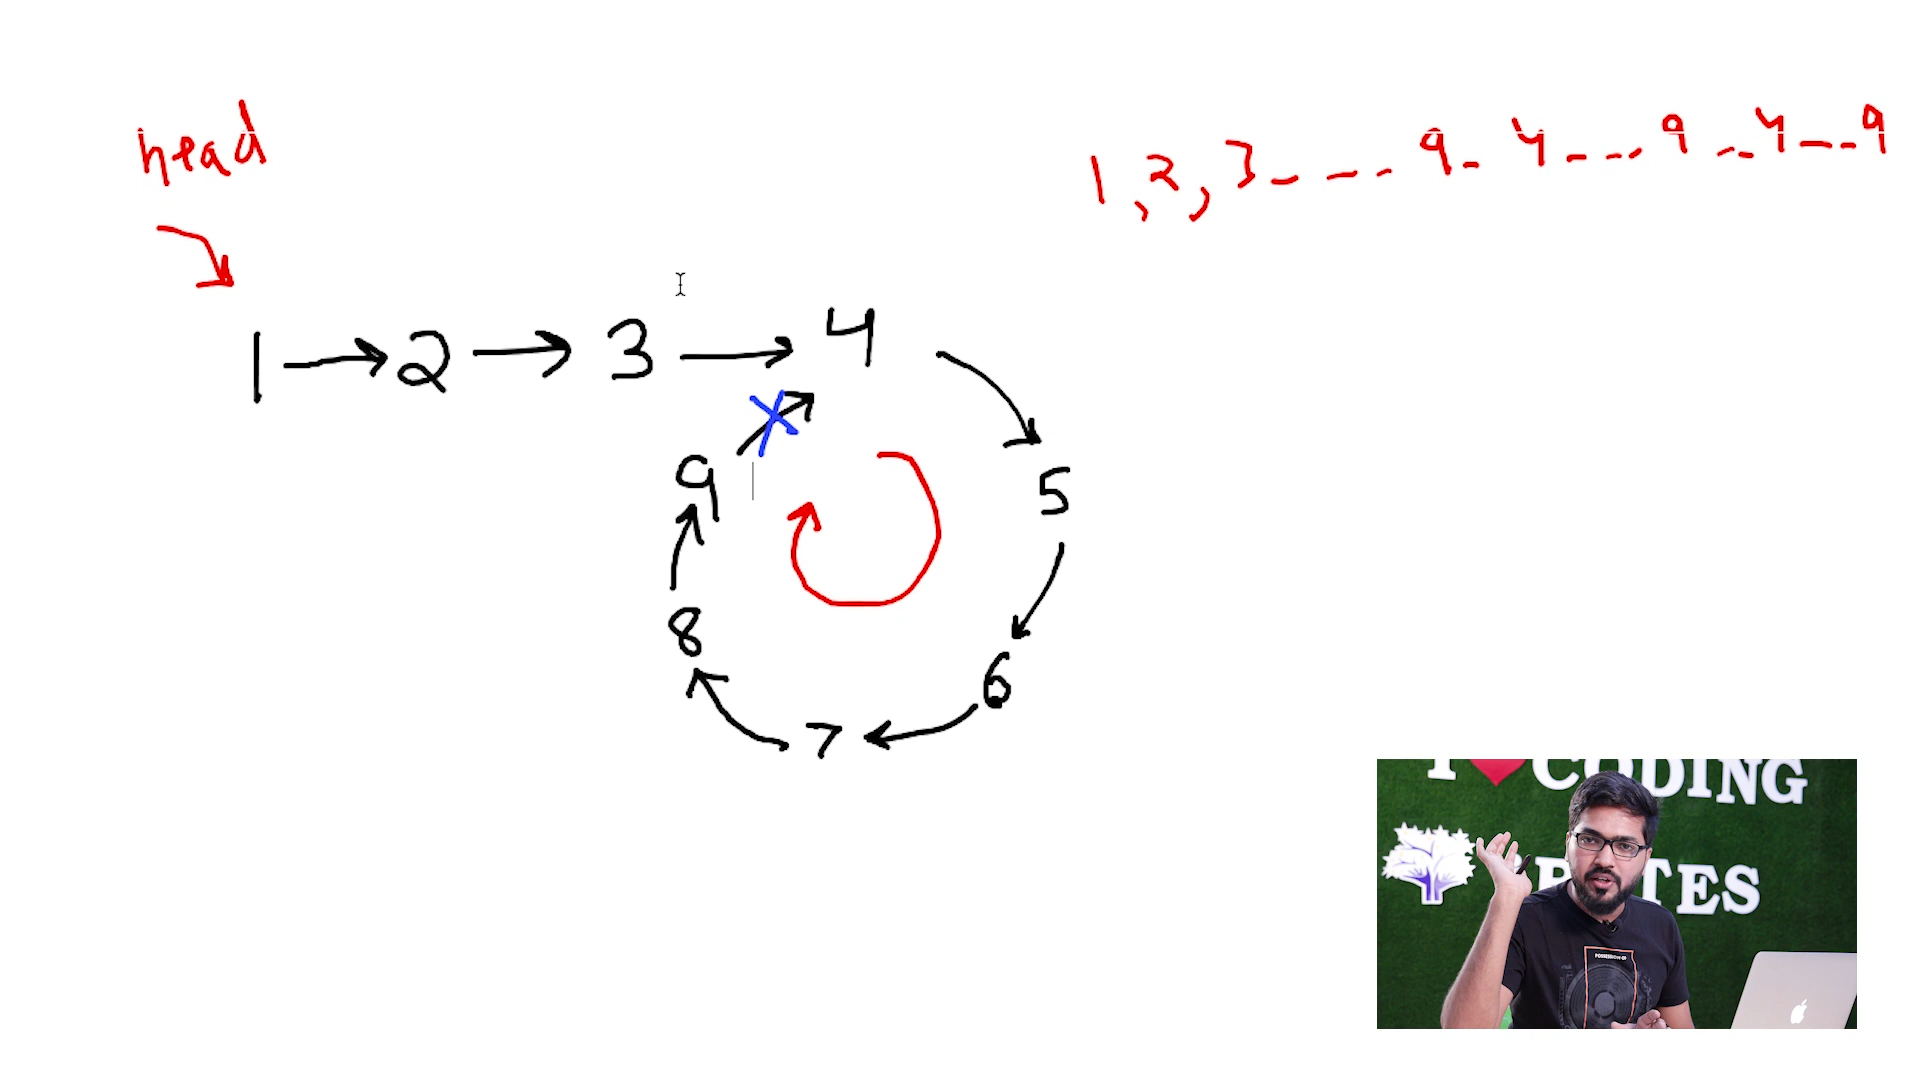 head
1, 2, 3 - - - - 9 - 4 - - - 9 - - 4 - - 9
1 → 2 → 3 → 4
9
5
8
6
7
I ❤ CODING
TES
POSSESSION